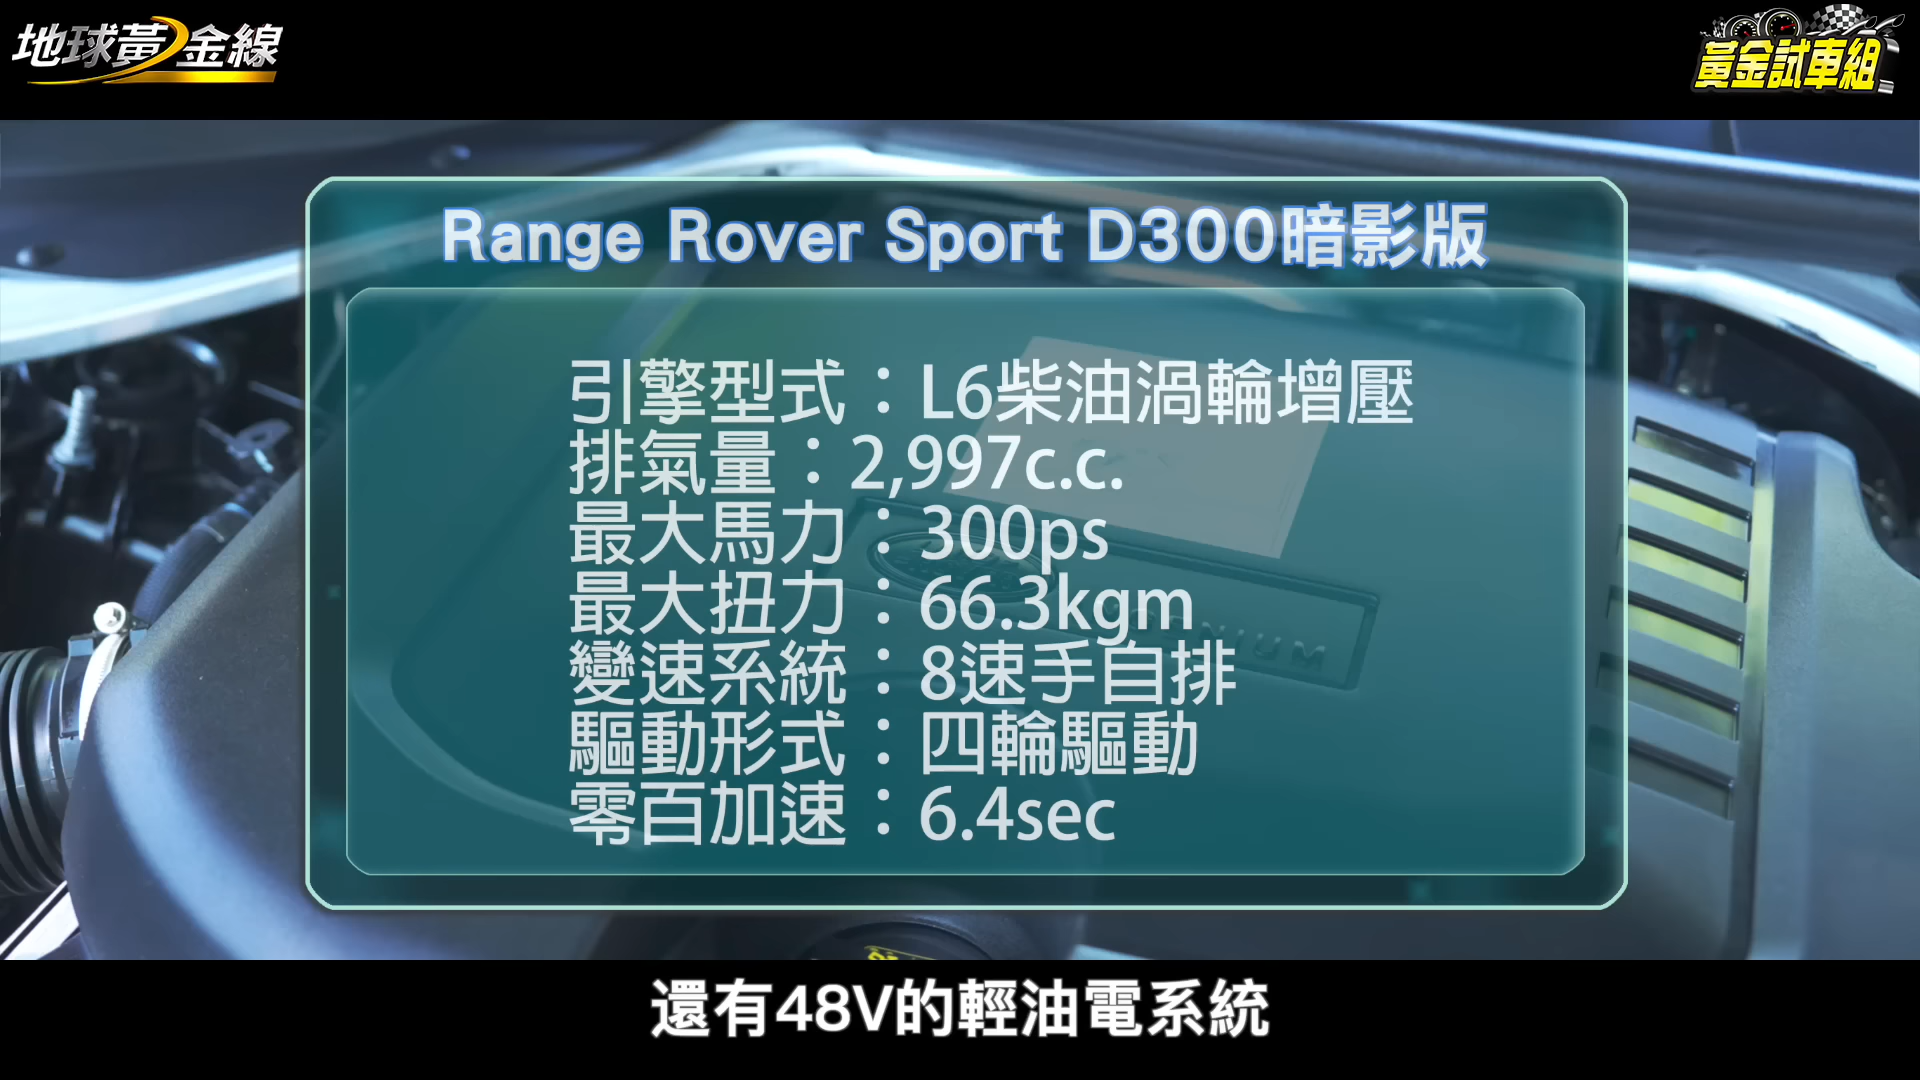 地球黃金線
黃金試車組
Range Rover Sport D300暗影版
引擎型式：L6柴油渦輪增壓
排氣量：2,997c.c.
最大馬力：300ps
最大扭力：66.3kgm
變速系統：8速手自排
驅動形式：四輪驅動
零百加速：6.4sec
還有48V的輕油電系統